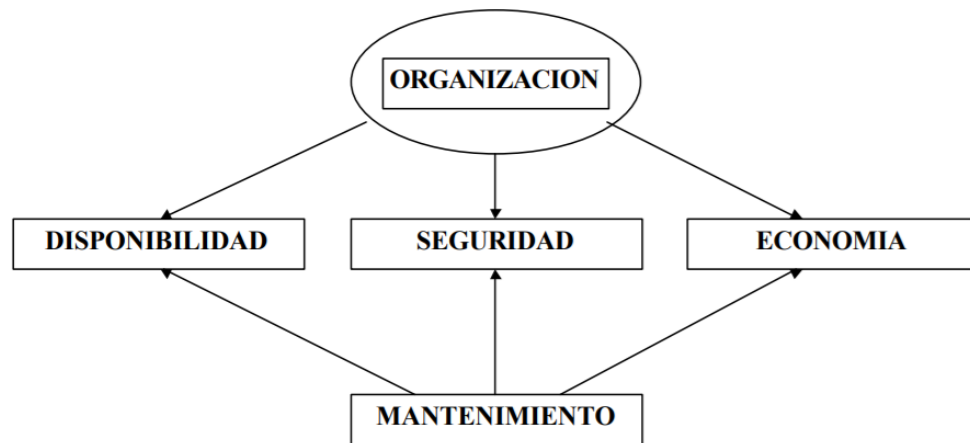 ORGANIZACION
DISPONIBILIDAD
SEGURIDAD
ECONOMIA
MANTENIMIENTO